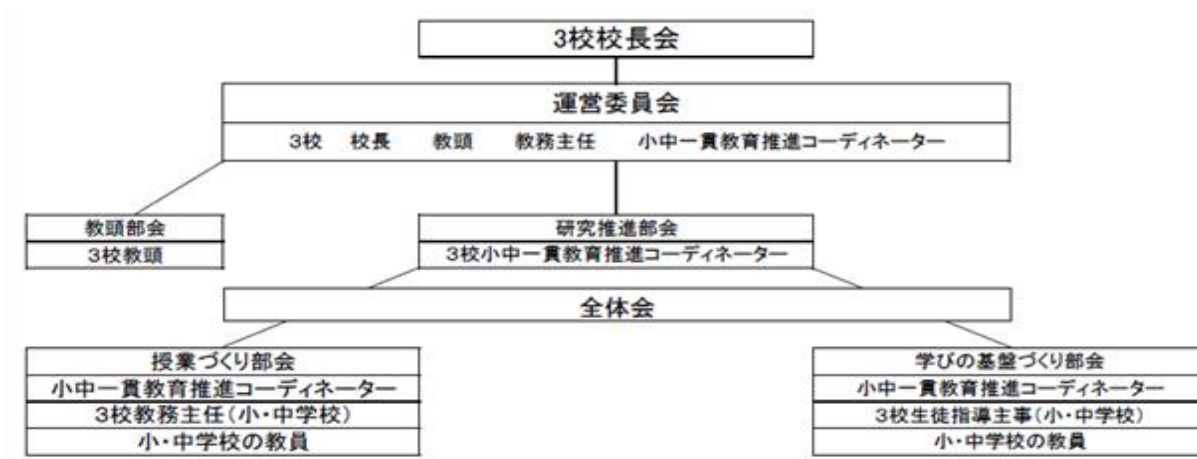 3校校長会
運営委員会
3校 校長 教頭 教務主任 小中一貫教育推進コーディネーター
教頭部会
3校教頭
研究推進部会
3校小中一貫教育推進コーディネーター
全体会
授業づくり部会
小中一貫教育推進コーディネーター
3校教務主任(小・中学校)
小・中学校の教員
学びの基盤づくり部会
小中一貫教育推進コーディネーター
3校生徒指導主事(小・中学校)
小・中学校の教員